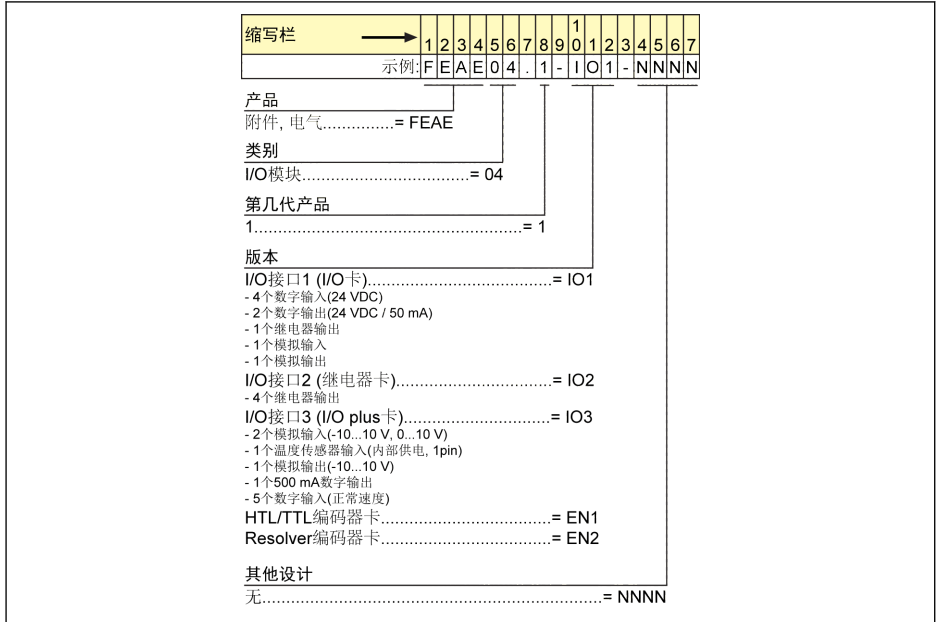 缩写栏
1 2 3 4 5 6 7 8 9 10 1 2 3 4 5 6 7
示例: F E A E 0 4 . 1 - I O 1 - N N N N
产品
附件, 电气...............= FEAE
类别
I/O模块...................................= 04
第几代产品
1.......................................................= 1
版本
I/O接口1 (I/O卡).......................................= IO1
- 4个数字输入(24 VDC)
- 2个数字输出(24 VDC / 50 mA)
- 1个继电器输出
- 1个模拟输入
- 1个模拟输出
I/O接口2 (继电器卡)................................= IO2
- 4个继电器输出
I/O接口3 (I/O plus卡)..............................= IO3
- 2个模拟输入(-10...10 V, 0...10 V)
- 1个温度传感器输入(内部供电, 1pin)
- 1个模拟输出(-10...10 V)
- 1个500 mA数字输出
- 5个数字输入(正常速度)
HTL/TTL编码器卡...................................= EN1
Resolver编码器卡...................................= EN2
其他设计
无......................................................................= NNNN